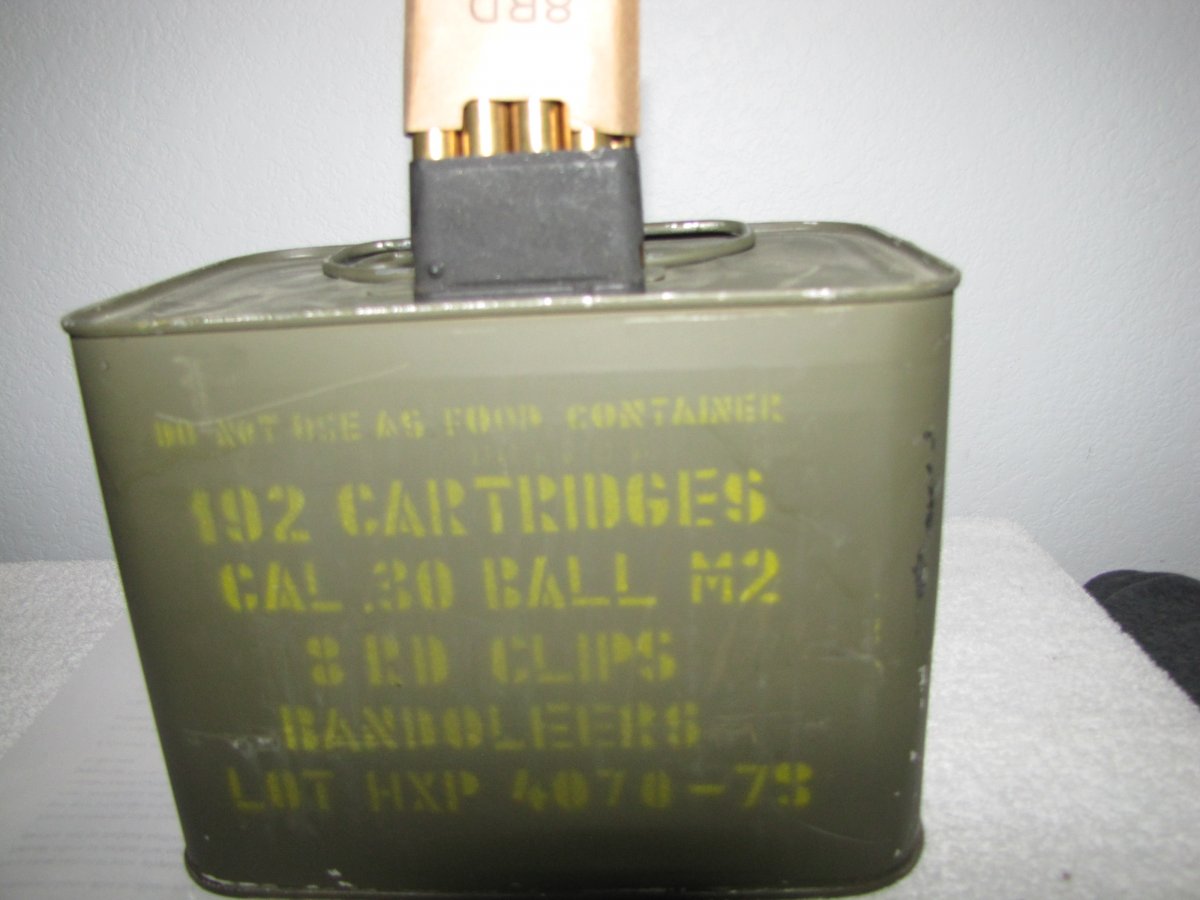 8RD
DO NOT USE AS FOOD CONTAINER
192 CARTRIDGES
CAL .30 BALL M2
8 RD CLIPS
BANDOLEERS
LOT HXP 4070-79